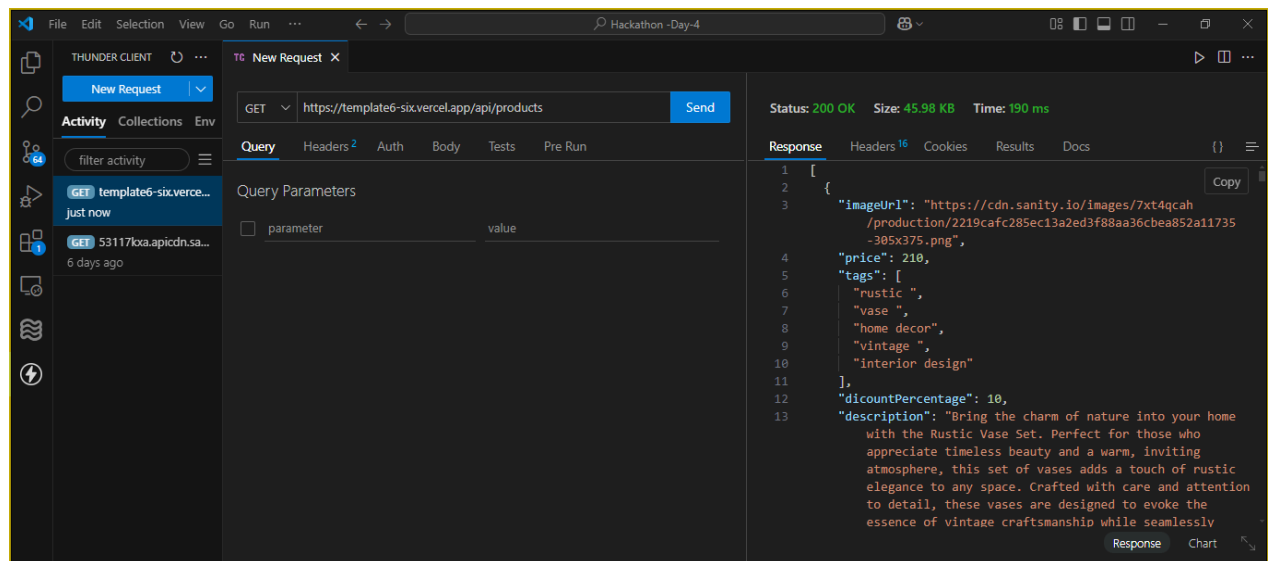 File Edit Selection View Go Run ··· Hackathon -Day-4
THUNDER CLIENT ···
New Request
Activity Collections Env
filter activity
GET template6-six.verce...
just now
GET 53117kxa.apicdn.sa...
6 days ago
64
1
TC New Request
GET https://template6-six.vercel.app/api/products Send
Query Headers 2 Auth Body Tests Pre Run
Query Parameters
parameter value
Status: 200 OK Size: 45.98 KB Time: 190 ms
Response Headers 16 Cookies Results Docs {}
Copy
1 [
2 {
3 "imageUrl": "https://cdn.sanity.io/images/7xt4qcah
/production/2219cafc285ec13a2ed3f88aa36cbea852a11735
-305x375.png",
4 "price": 210,
5 "tags": [
6 "rustic ",
7 "vase ",
8 "home decor",
9 "vintage ",
10 "interior design"
11 ],
12 "dicountPercentage": 10,
13 "description": "Bring the charm of nature into your home
with the Rustic Vase Set. Perfect for those who
appreciate timeless beauty and a warm, inviting
atmosphere, this set of vases adds a touch of rustic
elegance to any space. Crafted with care and attention
to detail, these vases are designed to evoke the
essence of vintage craftsmanship while seamlessly
Response Chart